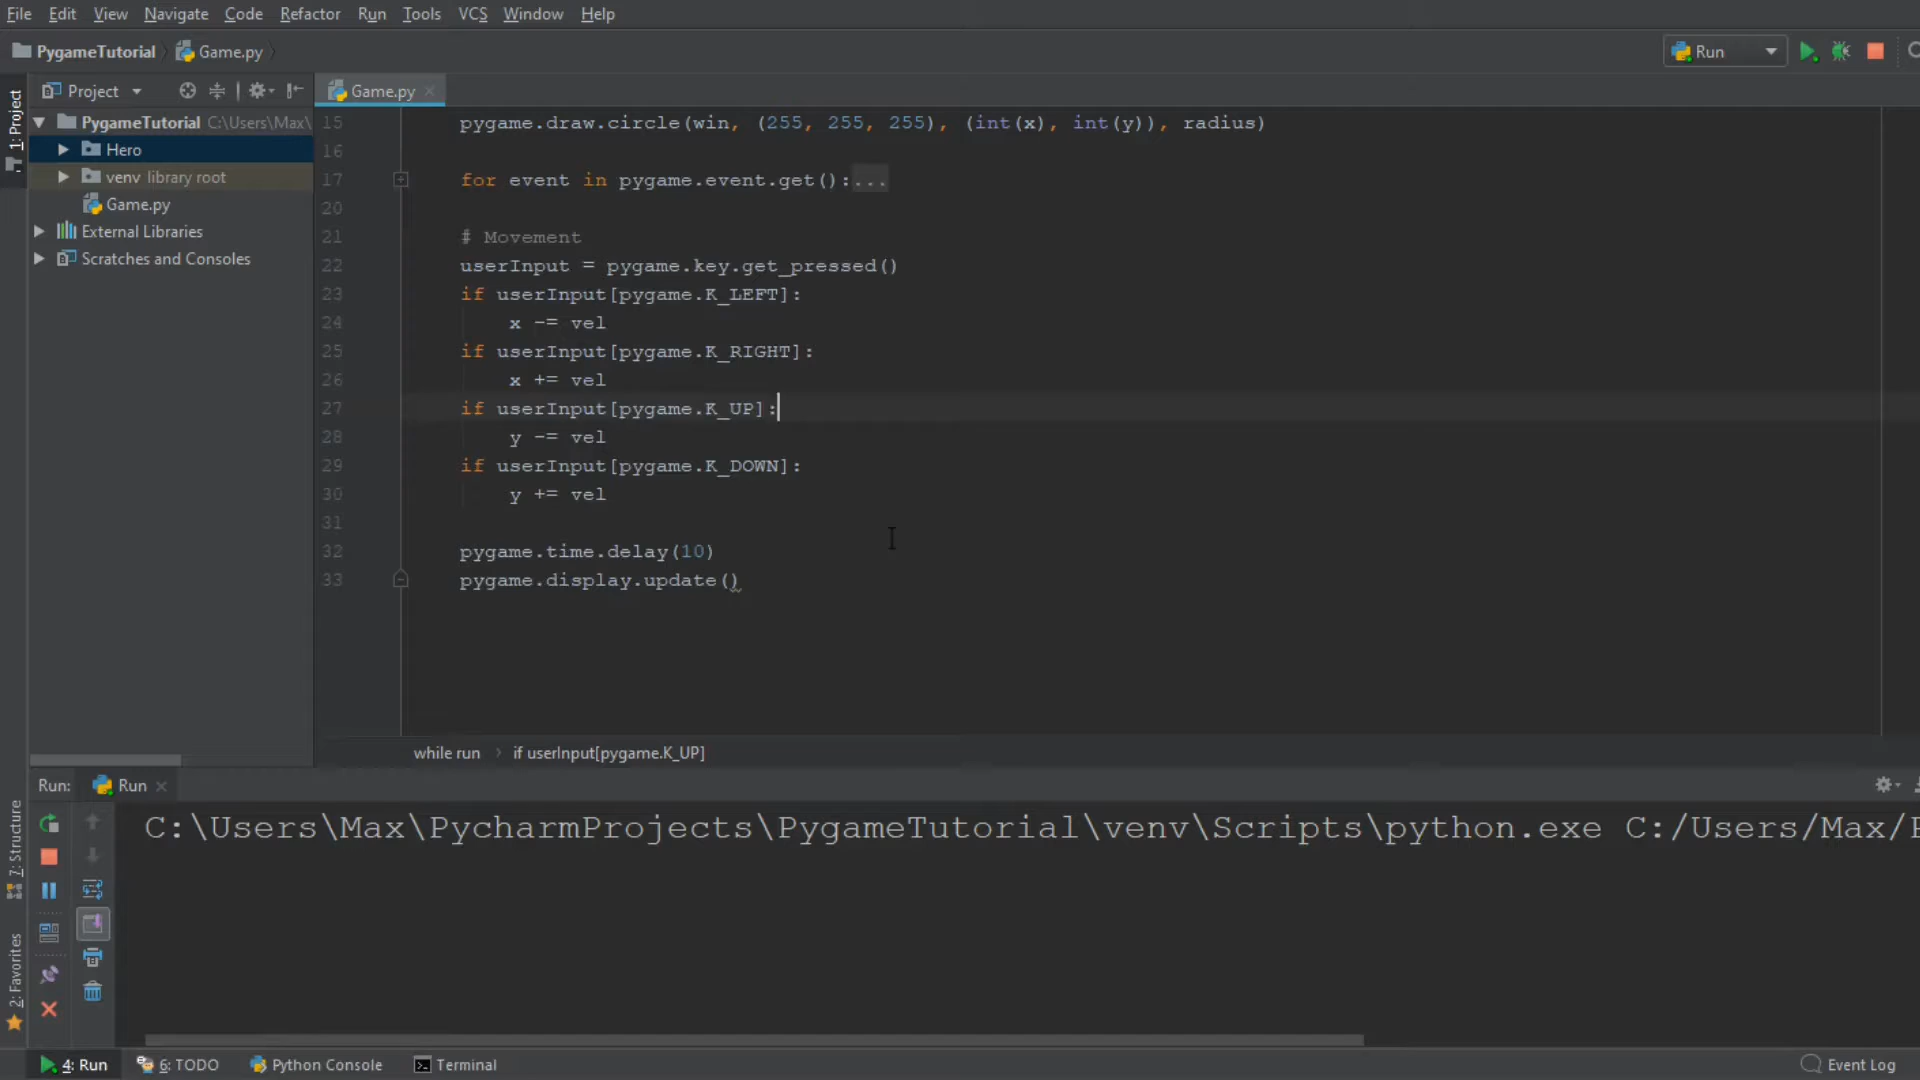 File Edit View Navigate Code Refactor Run Tools VCS Window Help
PygameTutorial Game.py
Run
1: Project
Project
Game.py
PygameTutorial C:\Users\Max\
Hero
venv library root
Game.py
External Libraries
Scratches and Consoles
15 pygame.draw.circle(win, (255, 255, 255), (int(x), int(y)), radius)
16
17 for event in pygame.event.get():...
20
21 # Movement
22 userInput = pygame.key.get_pressed()
23 if userInput[pygame.K_LEFT]:
24 x -= vel
25 if userInput[pygame.K_RIGHT]:
26 x += vel
27 if userInput[pygame.K_UP]:
28 y -= vel
29 if userInput[pygame.K_DOWN]:
30 y += vel
31
32 pygame.time.delay(10)
33 pygame.display.update()
while run if userInput[pygame.K_UP]
Run: Run
C:\Users\Max\PycharmProjects\PygameTutorial\venv\Scripts\python.exe C:/Users/Max/
7: Structure
2: Favorites
4: Run 6: TODO Python Console Terminal Event Log